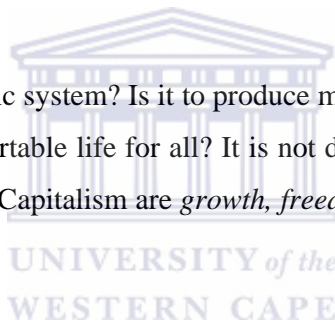 ic system? Is it to produce m
rtable life for all? It is not d
Capitalism are growth, freed
UNIVERSITY of the
WESTERN CAPE